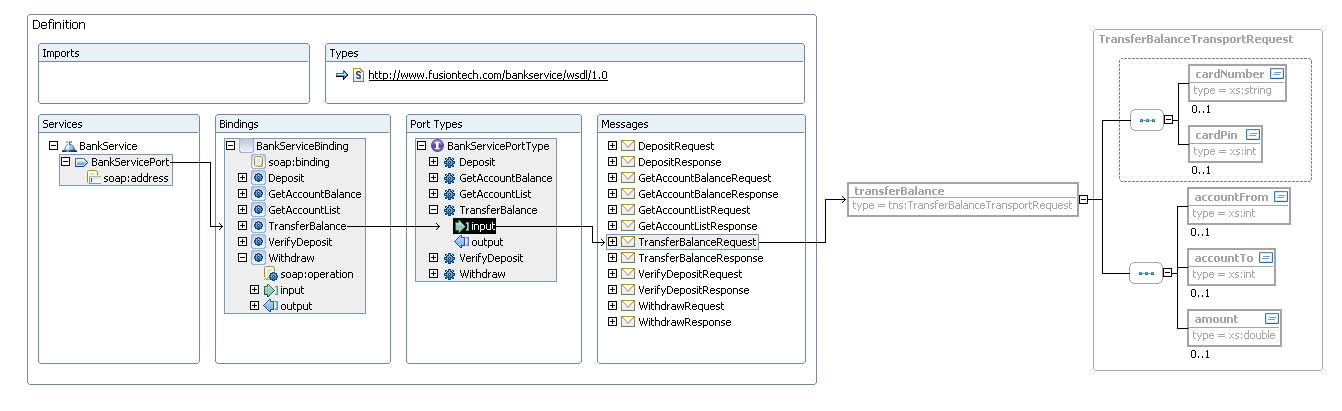 Definition
Imports
Types
http://www.fusiontech.com/bankservice/wsdl/1.0
Services
BankService
BankServicePort
soap:address
Bindings
BankServiceBinding
soap:binding
Deposit
GetAccountBalance
GetAccountList
TransferBalance
VerifyDeposit
Withdraw
soap:operation
input
output
Port Types
BankServicePortType
Deposit
GetAccountBalance
GetAccountList
TransferBalance
input
output
VerifyDeposit
Withdraw
Messages
DepositRequest
DepositResponse
GetAccountBalanceRequest
GetAccountBalanceResponse
GetAccountListRequest
GetAccountListResponse
TransferBalanceRequest
TransferBalanceResponse
VerifyDepositRequest
VerifyDepositResponse
WithdrawRequest
WithdrawResponse
transferBalance
type = tns:TransferBalanceTransportRequest
TransferBalanceTransportRequest
cardNumber
type = xs:string
0..1
cardPin
type = xs:int
0..1
accountFrom
type = xs:int
0..1
accountTo
type = xs:int
0..1
amount
type = xs:double
0..1